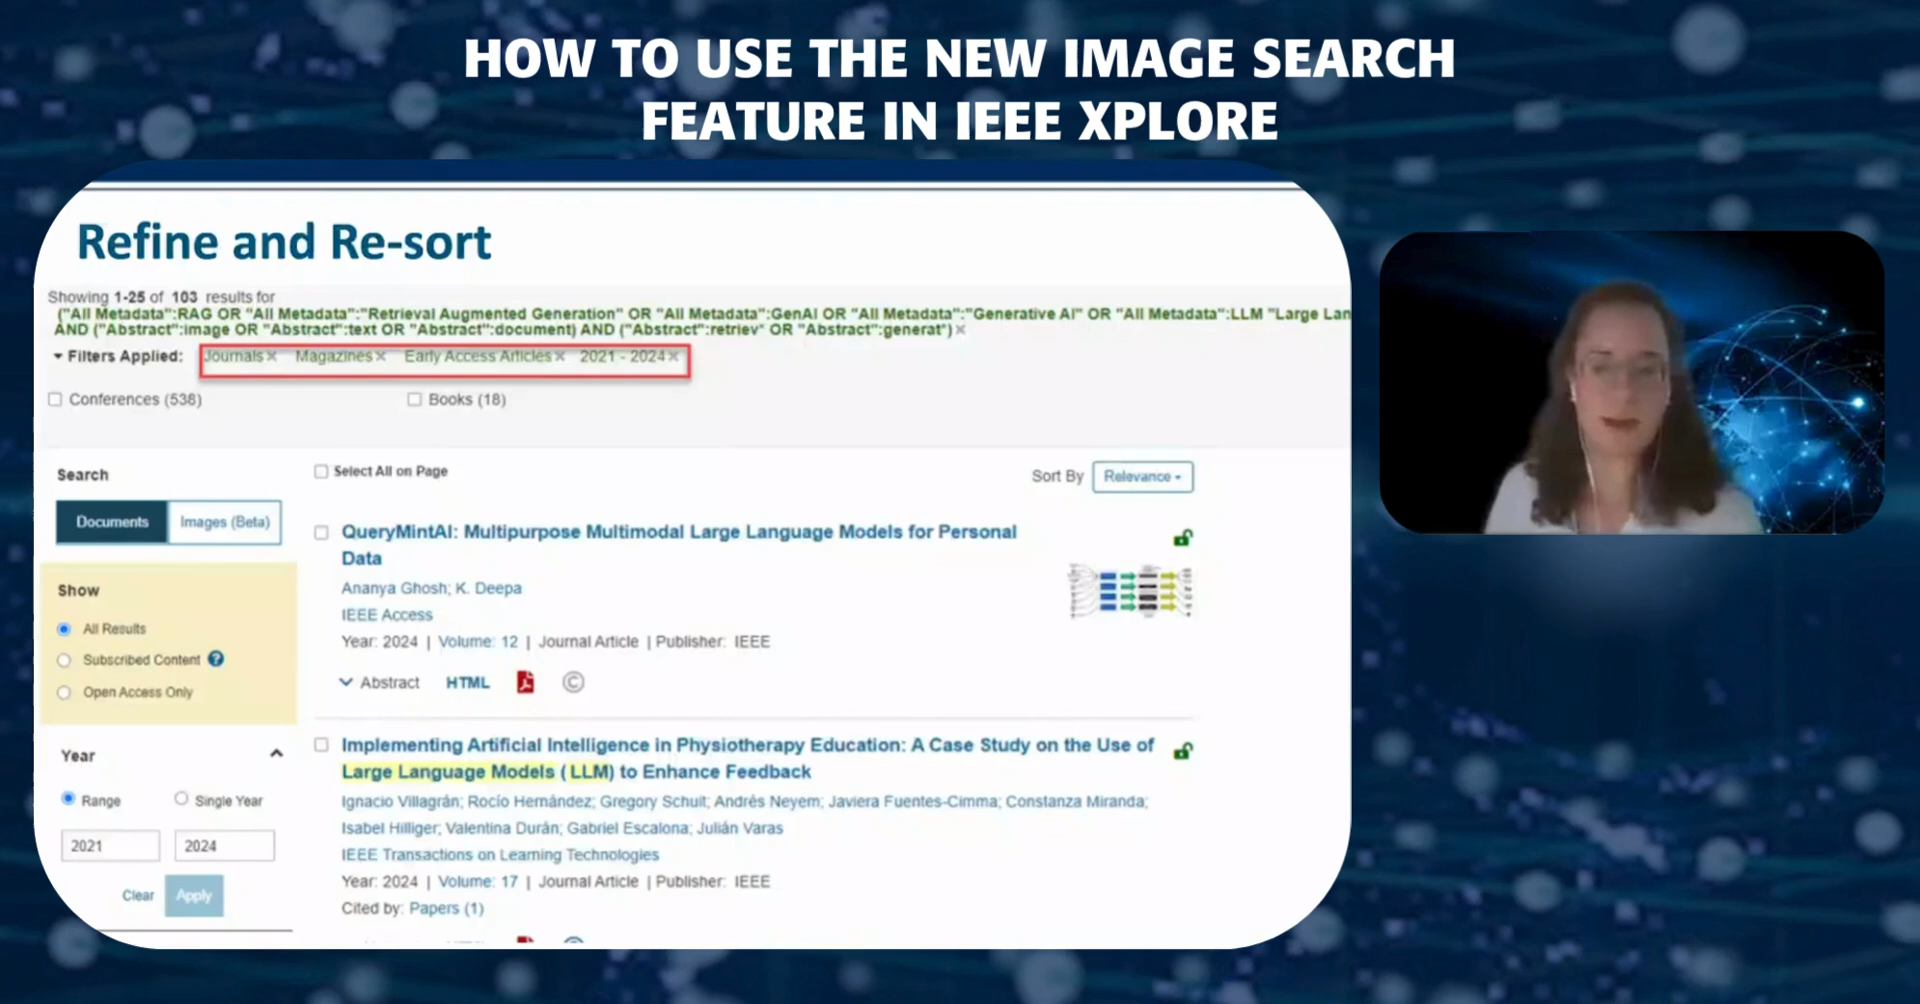 HOW TO USE THE NEW IMAGE SEARCH
FEATURE IN IEEE XPLORE
Refine and Re-sort
Showing 1-25 of 103 results for
("All Metadata":RAG OR "All Metadata":"Retrieval Augmented Generation" OR "All Metadata":GenAI OR "All Metadata":"Generative AI" OR "All Metadata":LLM "Large Lan
AND ("Abstract":image OR "Abstract":text OR "Abstract":document) AND ("Abstract":retriev* OR "Abstract":generat*) ×
Filters Applied: Journals × Magazines × Early Access Articles × 2021 - 2024 ×
Conferences (538) Books (18)
Search
Select All on Page
Sort By Relevance
Documents Images (Beta)
QueryMintAI: Multipurpose Multimodal Large Language Models for Personal
Data
Ananya Ghosh; K. Deepa
IEEE Access
Year: 2024 | Volume: 12 | Journal Article | Publisher: IEEE
Abstract HTML ©
Show
All Results
Subscribed Content ?
Open Access Only
Year
Range Single Year
2021 2024
Clear Apply
Implementing Artificial Intelligence in Physiotherapy Education: A Case Study on the Use of
Large Language Models (LLM) to Enhance Feedback
Ignacio Villagrán; Rocío Hernández; Gregory Schuit; Andrés Neyem; Javiera Fuentes-Cimma; Constanza Miranda;
Isabel Hilliger; Valentina Durán; Gabriel Escalona; Julián Varas
IEEE Transactions on Learning Technologies
Year: 2024 | Volume: 17 | Journal Article | Publisher: IEEE
Cited by: Papers (1)